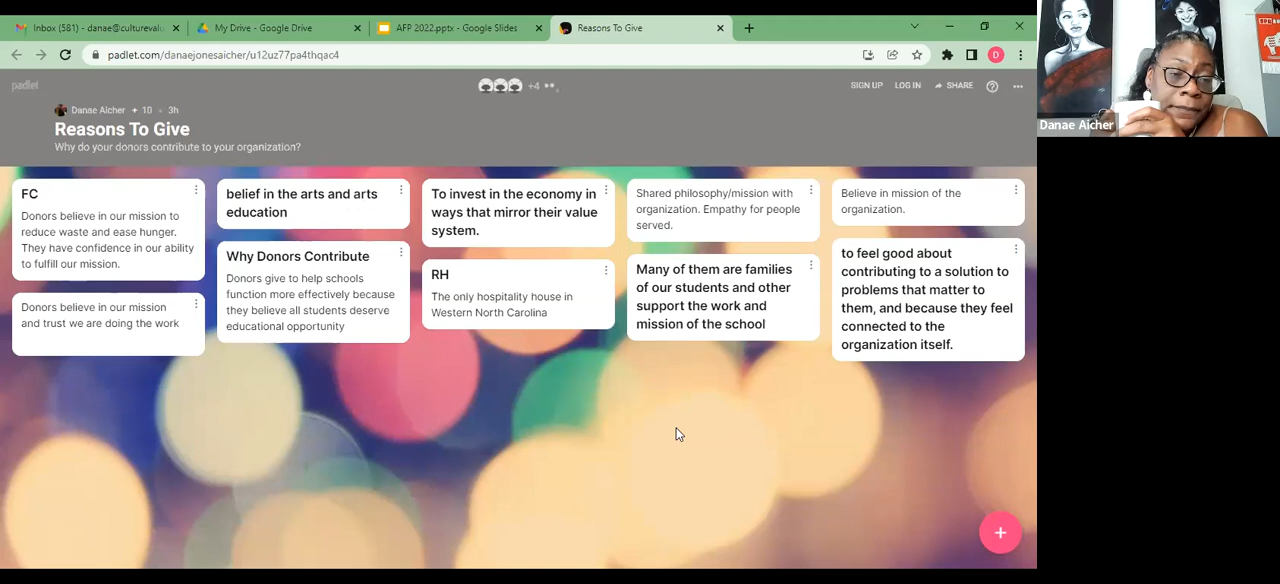 Inbox (581) - danae@culturevalu
My Drive - Google Drive
AFP 2022.pptx - Google Slides
Reasons To Give
padlet.com/danaejonesaicher/u12uz77pa4thqac4
D
padlet
+4
SIGN UP
LOG IN
SHARE
Danae Aicher + 10 • 3h
Reasons To Give
Why do your donors contribute to your organization?
FC
Donors believe in our mission to
reduce waste and ease hunger.
They have confidence in our ability
to fulfill our mission.
Donors believe in our mission
and trust we are doing the work
belief in the arts and arts
education
Why Donors Contribute
Donors give to help schools
function more effectively because
they believe all students deserve
educational opportunity
To invest in the economy in
ways that mirror their value
system.
RH
The only hospitality house in
Western North Carolina
Shared philosophy/mission with
organization. Empathy for people
served.
Many of them are families
of our students and other
support the work and
mission of the school
Believe in mission of the
organization.
to feel good about
contributing to a solution to
problems that matter to
them, and because they feel
connected to the
organization itself.
Danae Aicher